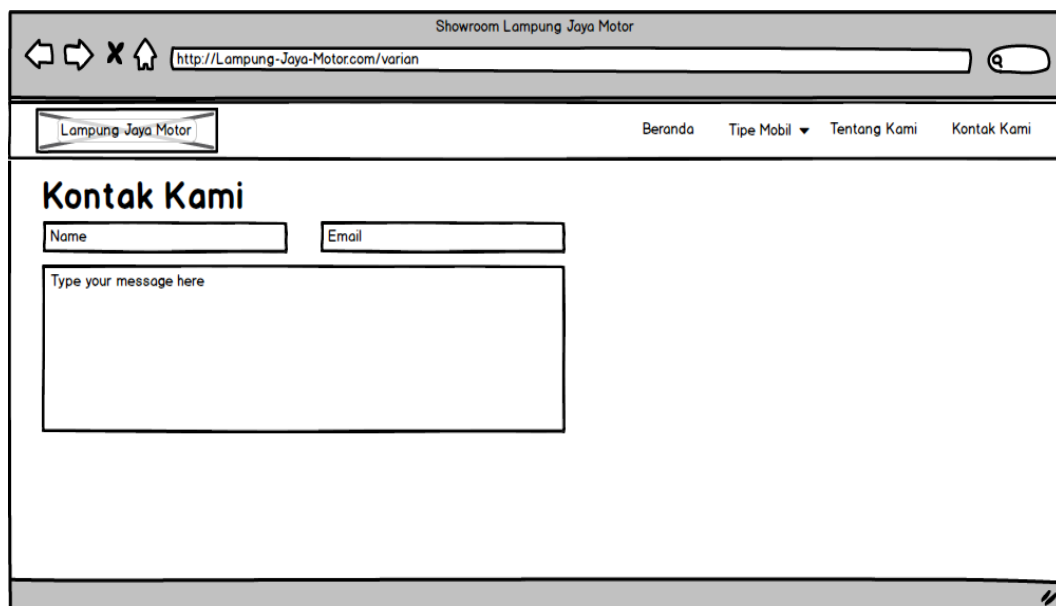 Showroom Lampung Jaya Motor
http://Lampung-Jaya-Motor.com/varian
Lampung Jaya Motor
Beranda Tipe Mobil Tentang Kami Kontak Kami
Kontak Kami
Name Email
Type your message here